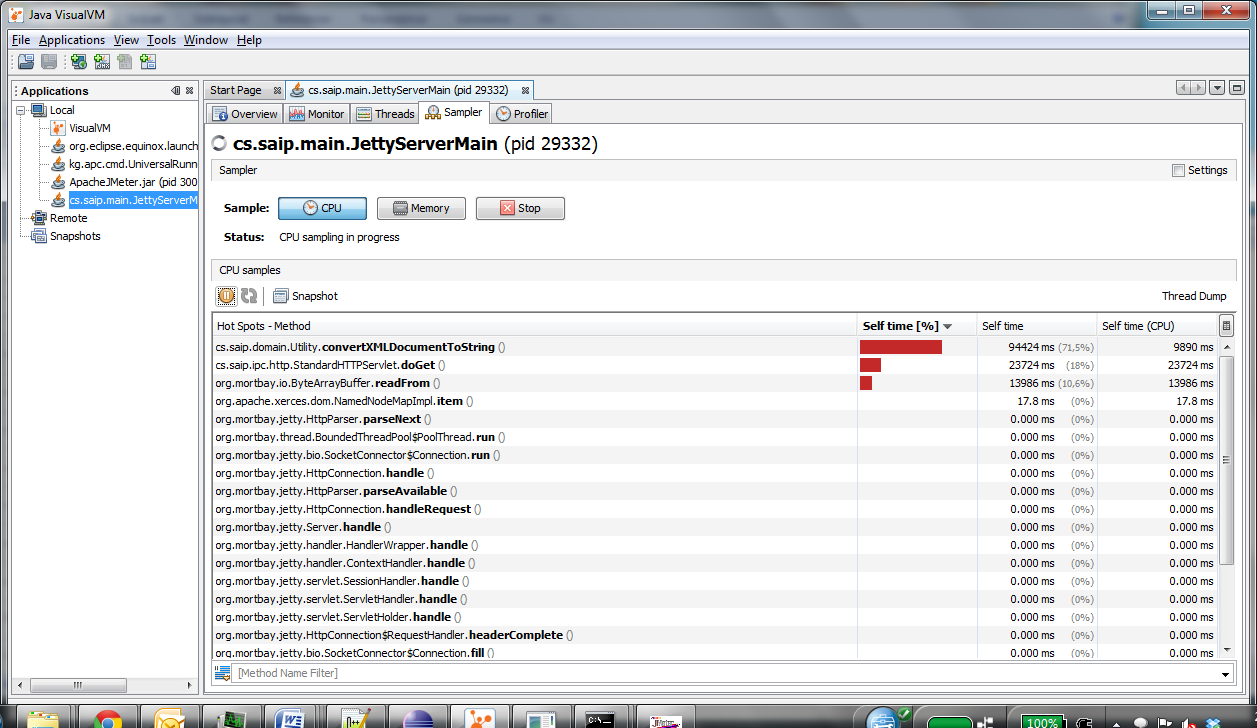 Java VisualVM
File Applications View Tools Window Help
Applications
Start Page cs.saip.main.JettyServerMain (pid 29332)
Local
VisualVM
org.eclipse.equinox.launch
kg.apc.cmd.UniversalRunn
ApacheJMeter.jar (pid 300
cs.saip.main.JettyServerM
Remote
Snapshots
Overview Monitor Threads Sampler Profiler
cs.saip.main.JettyServerMain (pid 29332)
Sampler Settings
Sample: CPU Memory Stop
Status: CPU sampling in progress
CPU samples
Snapshot Thread Dump
Hot Spots - Method Self time [%] Self time Self time (CPU)
cs.saip.domain.Utility.convertXMLDocumentToString () 94424 ms (71,5%) 9890 ms
cs.saip.ipc.http.StandardHTTPServlet.doGet () 23724 ms (18%) 23724 ms
org.mortbay.io.ByteArrayBuffer.readFrom () 13986 ms (10,6%) 13986 ms
org.apache.xerces.dom.NamedNodeMapImpl.item () 17.8 ms (0%) 17.8 ms
org.mortbay.jetty.HttpParser.parseNext () 0.000 ms (0%) 0.000 ms
org.mortbay.thread.BoundedThreadPool$PoolThread.run () 0.000 ms (0%) 0.000 ms
org.mortbay.jetty.bio.SocketConnector$Connection.run () 0.000 ms (0%) 0.000 ms
org.mortbay.jetty.HttpConnection.handle () 0.000 ms (0%) 0.000 ms
org.mortbay.jetty.HttpParser.parseAvailable () 0.000 ms (0%) 0.000 ms
org.mortbay.jetty.HttpConnection.handleRequest () 0.000 ms (0%) 0.000 ms
org.mortbay.jetty.Server.handle () 0.000 ms (0%) 0.000 ms
org.mortbay.jetty.handler.HandlerWrapper.handle () 0.000 ms (0%) 0.000 ms
org.mortbay.jetty.handler.ContextHandler.handle () 0.000 ms (0%) 0.000 ms
org.mortbay.jetty.servlet.SessionHandler.handle () 0.000 ms (0%) 0.000 ms
org.mortbay.jetty.servlet.ServletHandler.handle () 0.000 ms (0%) 0.000 ms
org.mortbay.jetty.servlet.ServletHolder.handle () 0.000 ms (0%) 0.000 ms
org.mortbay.jetty.HttpConnection$RequestHandler.headerComplete () 0.000 ms (0%) 0.000 ms
org.mortbay.jetty.bio.SocketConnector$Connection.fill () 0.000 ms (0%) 0.000 ms
[Method Name Filter]
100%